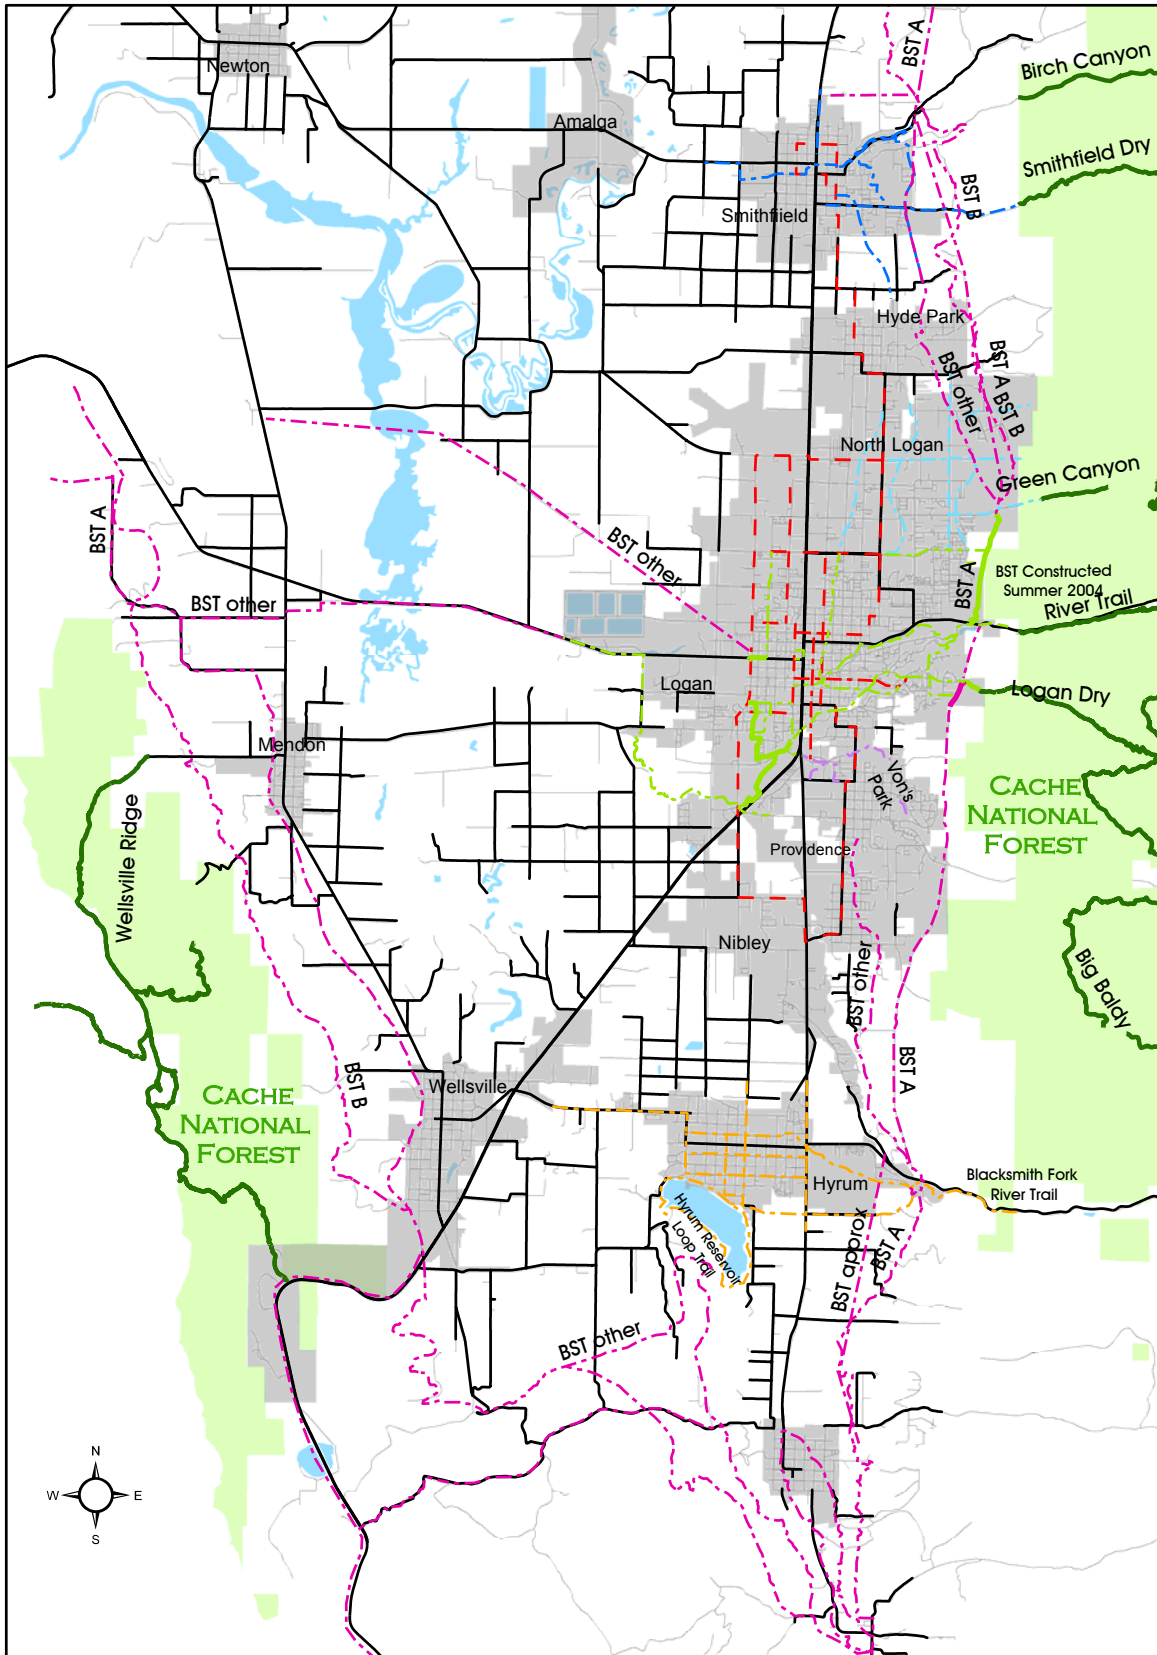 BST A
Birch Canyon
Newton
Amalga
Smithfield Dry
BST B
Smithfiield
Hyde Park
BST A
BST other
BST B
North Logan
Green Canyon
BST A
BST other
BST A
BST Constructed
Summer 2004
BST other
River Trail
Logan
Logan Dry
Mendon
Von's
Park
CACHE
NATIONAL
FOREST
Wellsville Ridge
Providence
Nibley
BST other
Big Baldy
BST A
BST B
Wellsville
CACHE
NATIONAL
FOREST
Blacksmith Fork
River Trail
Hyrum
Hyrum Reservoir
Loop Trail
BST approx
BST A
BST other
N
W
E
S